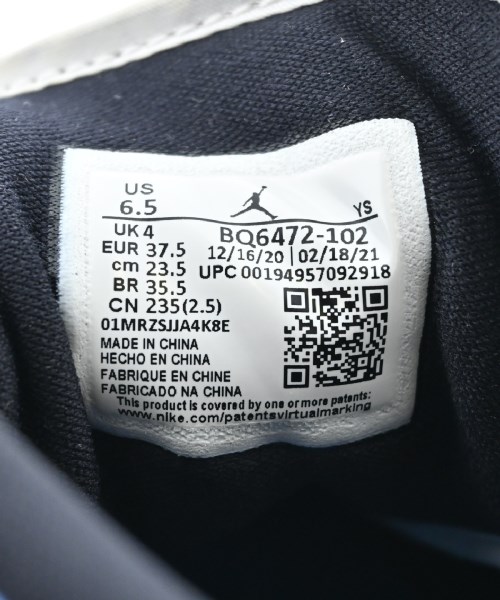 US
6.5
YS
UK 4
BQ6472-102
EUR 37.5
12/16/20 | 02/18/21
cm 23.5
UPC 00194957092918
BR 35.5
CN 235(2.5)
01MRZSJJA4K8E
MADE IN CHINA
HECHO EN CHINA
FABRIQUE EN CHINE
FABRICADO NA CHINA
This product is covered by one or more patents:
www.nike.com/patentsvirtualmarking